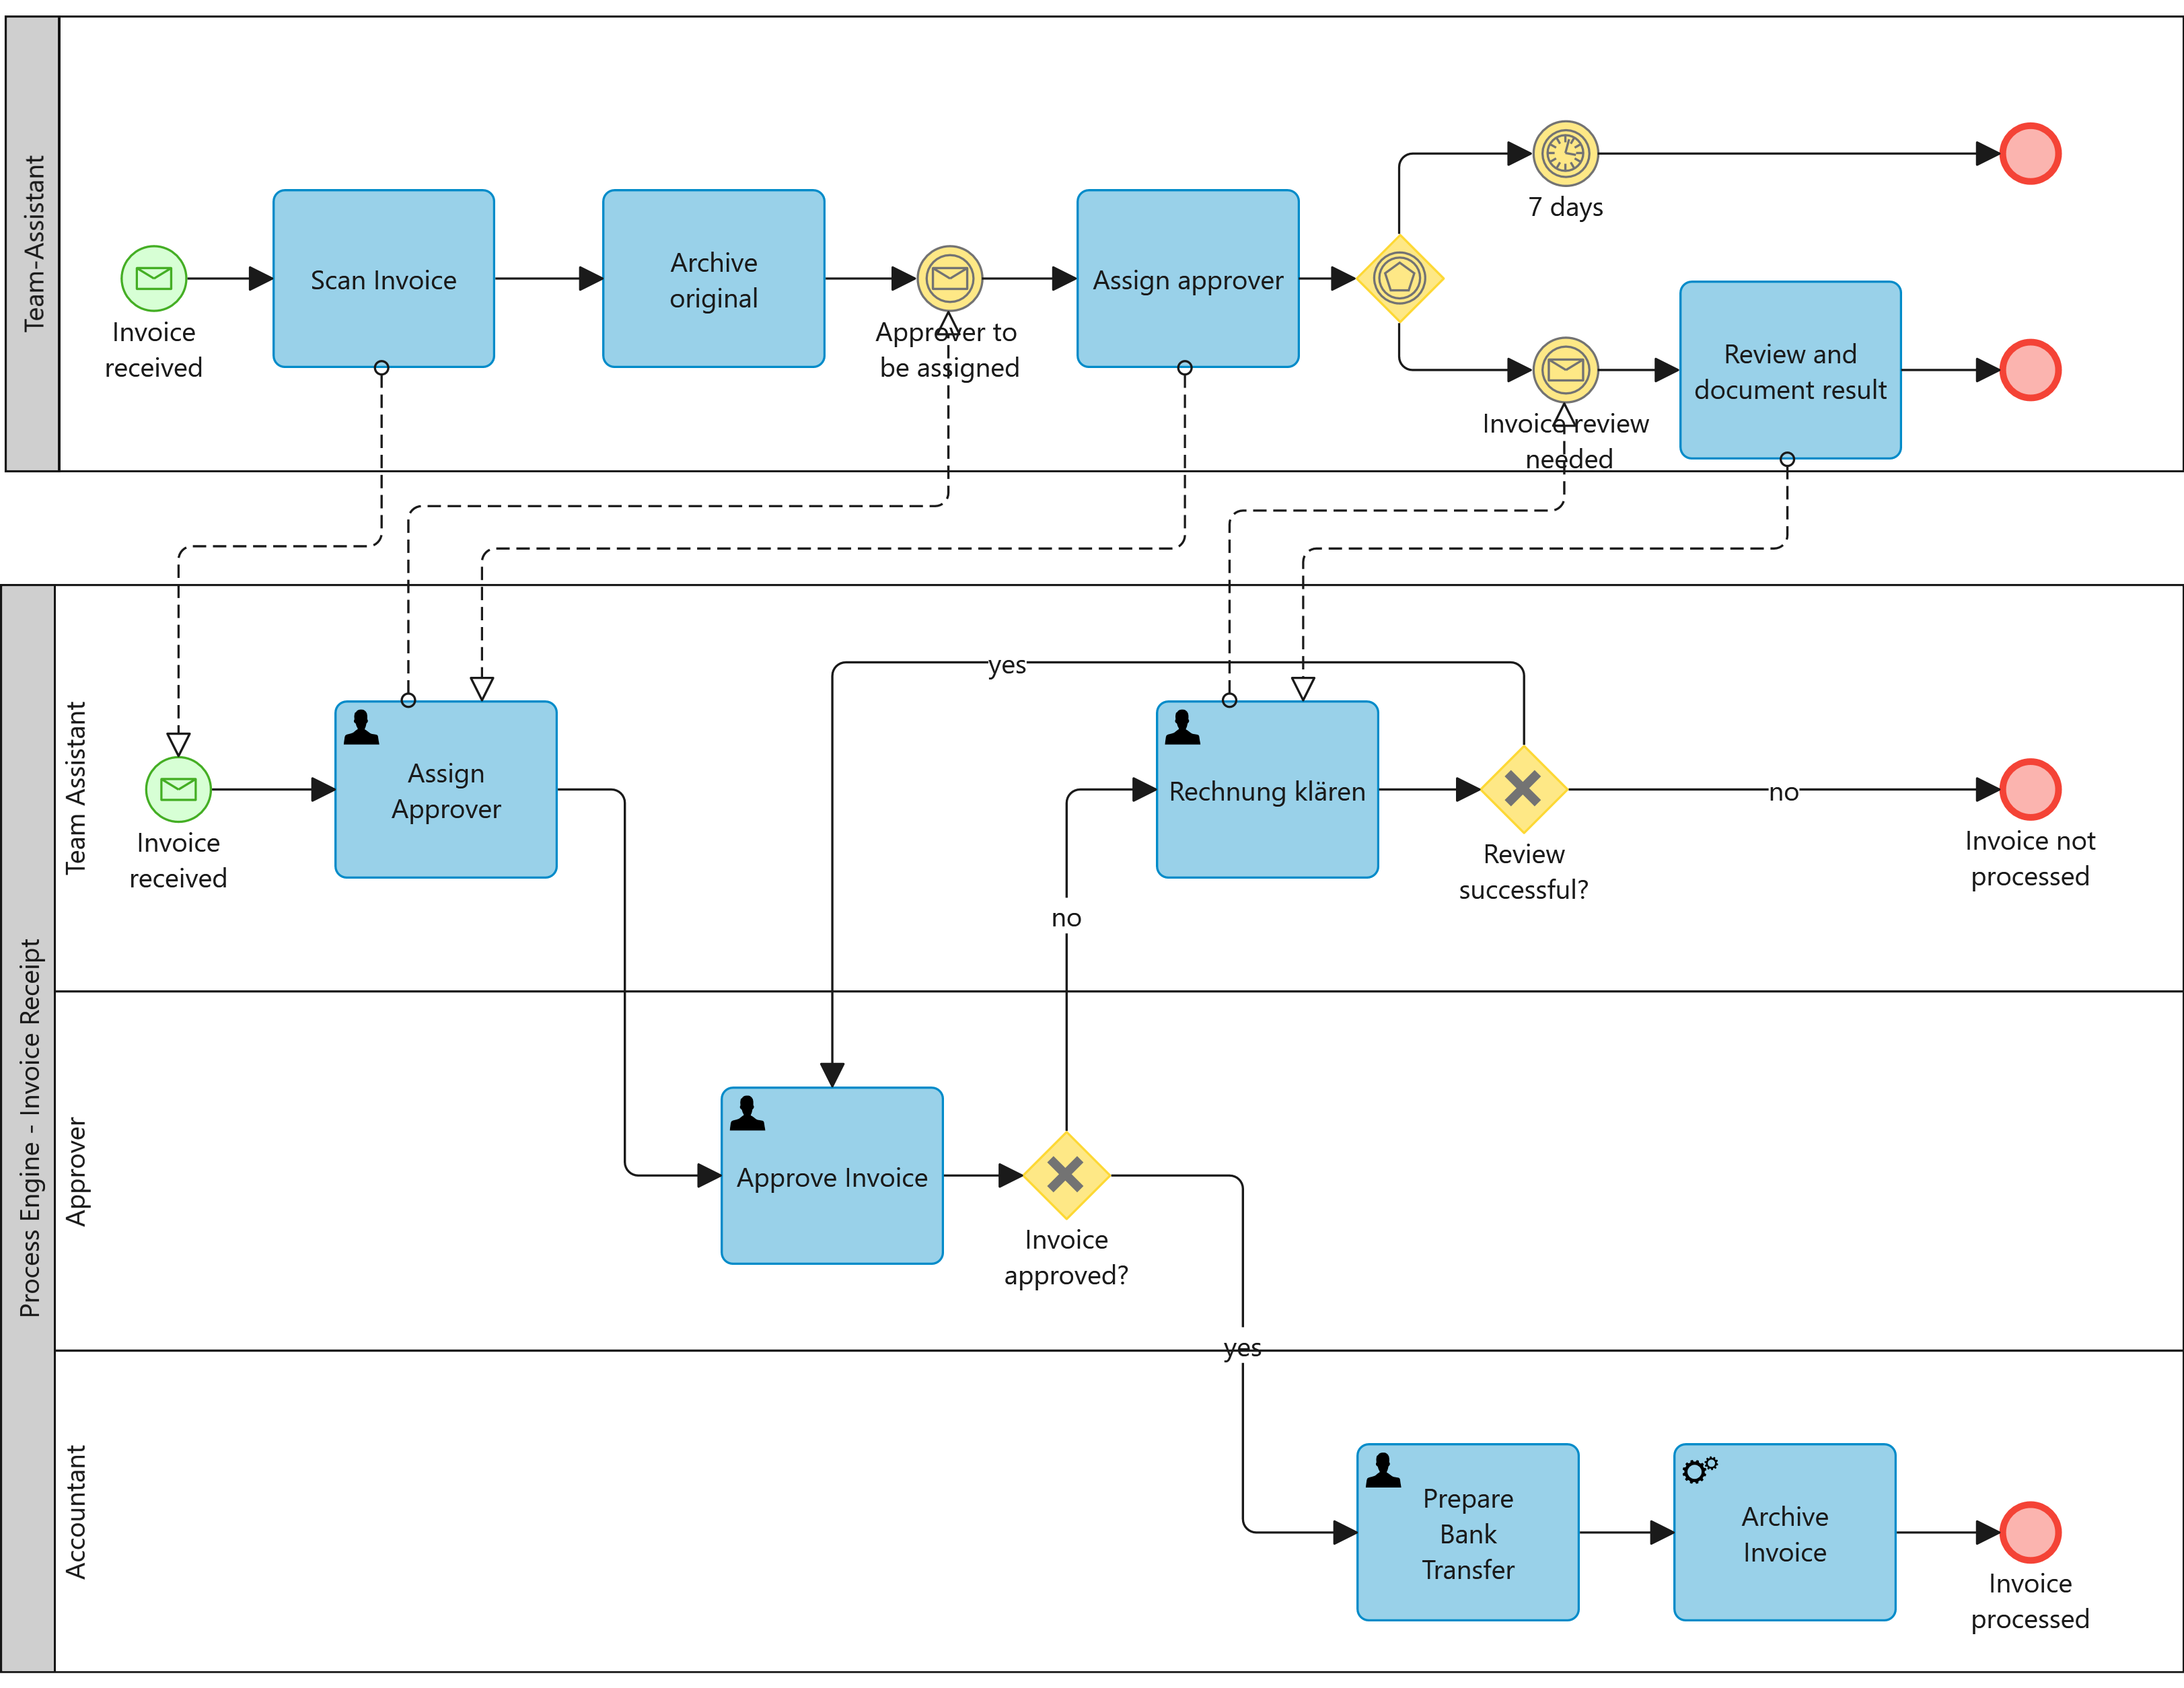 Team-Assistant
Invoice
received
Scan Invoice
Archive
original
Approver to
be assigned
Assign approver
7 days
Invoice review
needed
Review and
document result
Process Engine - Invoice Receipt
Team Assistant
Invoice
received
Assign
Approver
yes
no
Rechnung klären
Review
successful?
no
Invoice not
processed
Approver
Approve Invoice
Invoice
approved?
yes
Accountant
Prepare
Bank
Transfer
Archive
Invoice
Invoice
processed